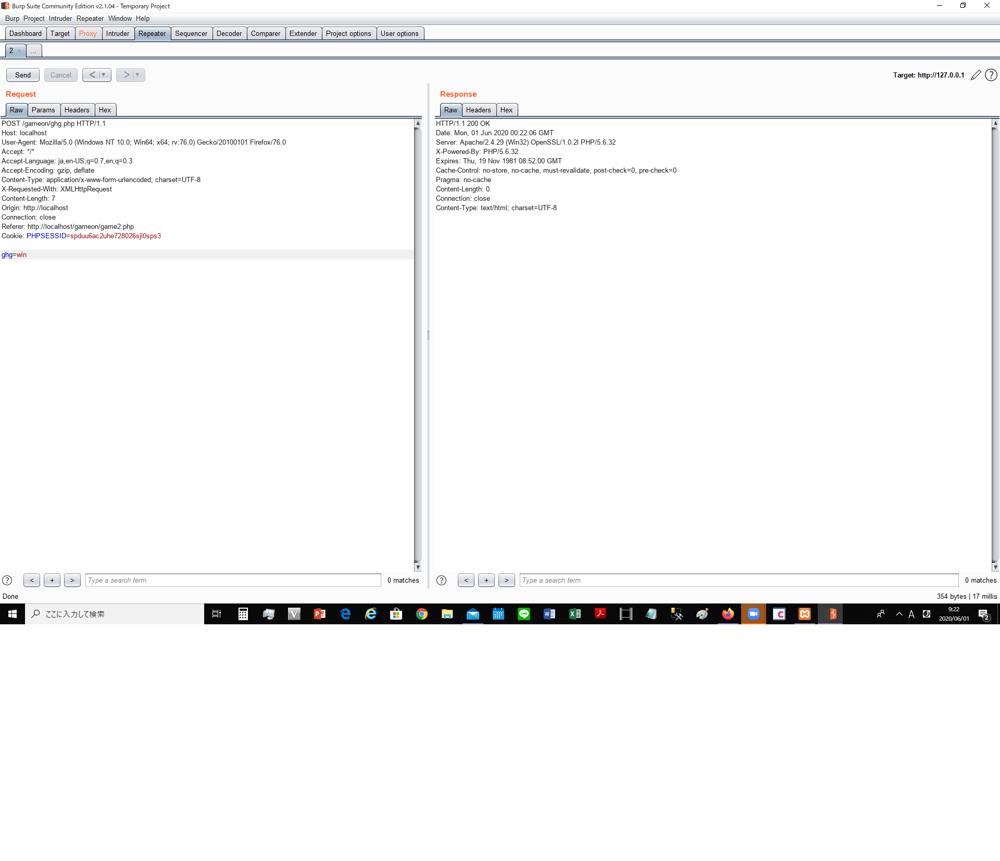 Burp Suite Community Edition v2.1.04 - Temporary Project
Burp Project Intruder Repeater Window Help
Dashboard Target Proxy Intruder Repeater Sequencer Decoder Comparer Extender Project options User options
2 × ...
Send Cancel < ▼ > ▼ Target: http://127.0.0.1 ?
Request
Raw Params Headers Hex
POST /gameon/ghg.php HTTP/1.1
Host: localhost
User-Agent: Mozilla/5.0 (Windows NT 10.0; Win64; x64; rv:76.0) Gecko/20100101 Firefox/76.0
Accept: */*
Accept-Language: ja,en-US;q=0.7,en;q=0.3
Accept-Encoding: gzip, deflate
Content-Type: application/x-www-form-urlencoded; charset=UTF-8
X-Requested-With: XMLHttpRequest
Content-Length: 7
Origin: http://localhost
Connection: close
Referer: http://localhost/gameon/game2.php
Cookie: PHPSESSID=spduu6ac2uhe728026sjl0sps3
ghg=win
? < + > Type a search term 0 matches
Response
Raw Headers Hex
HTTP/1.1 200 OK
Date: Mon, 01 Jun 2020 00:22:06 GMT
Server: Apache/2.4.29 (Win32) OpenSSL/1.0.2l PHP/5.6.32
X-Powered-By: PHP/5.6.32
Expires: Thu, 19 Nov 1981 08:52:00 GMT
Cache-Control: no-store, no-cache, must-revalidate, post-check=0, pre-check=0
Pragma: no-cache
Content-Length: 0
Connection: close
Content-Type: text/html; charset=UTF-8
? < + > Type a search term 0 matches
Done 354 bytes | 17 millis
ここに入力して検索
A
9:22
2020/06/01
2